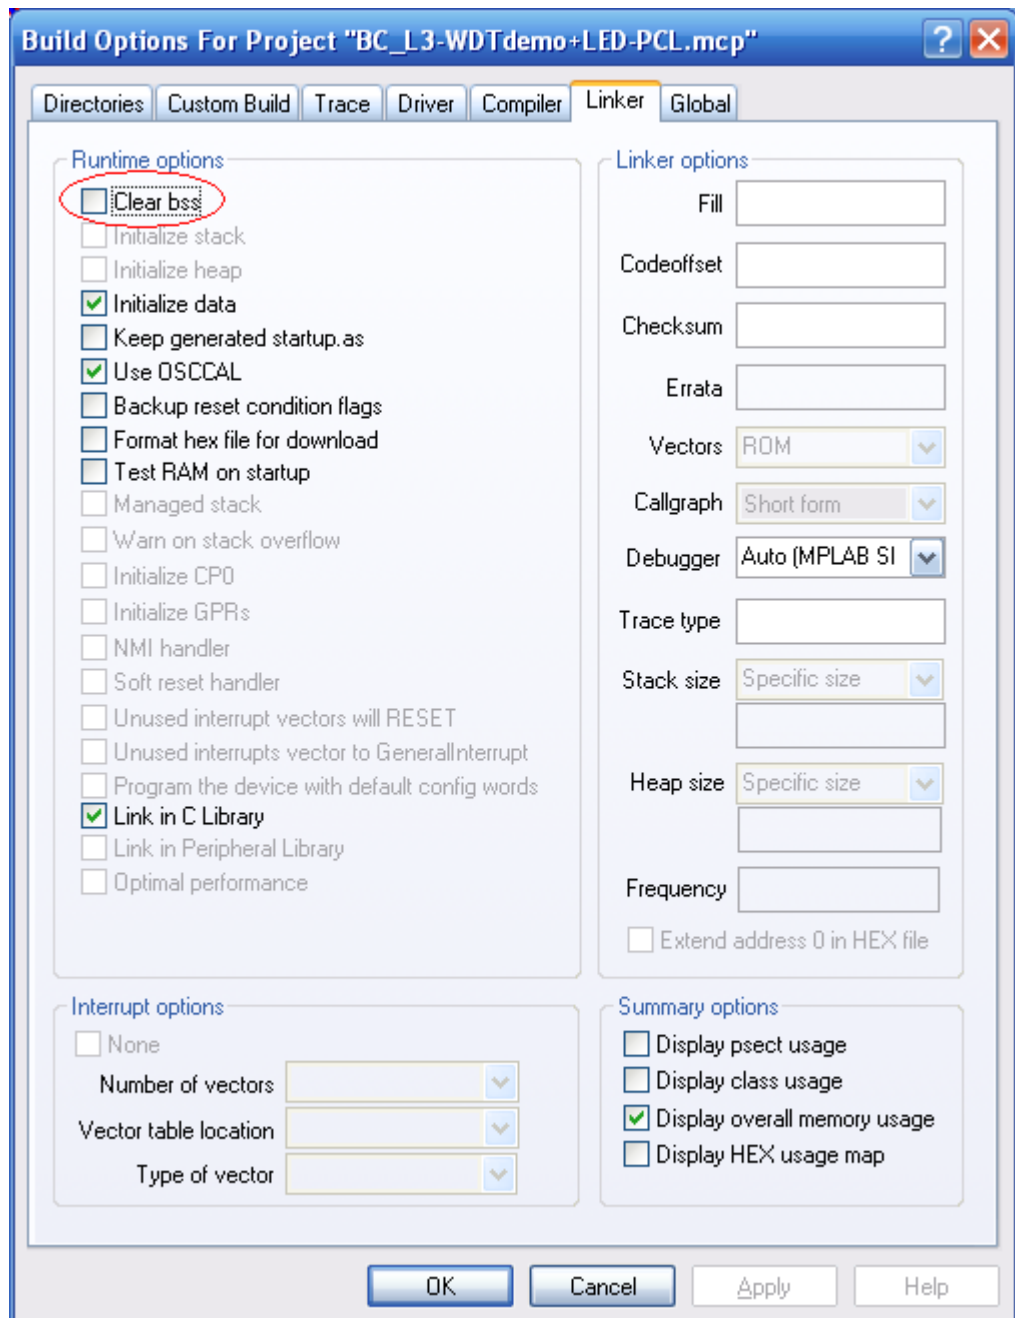 Build Options For Project "BC_L3-WDTdemo+LED-PCL.mcp"
Directories Custom Build Trace Driver Compiler Linker Global
Runtime options
Clear bss
Initialize stack
Initialize heap
Initialize data
Keep generated startup.as
Use OSCCAL
Backup reset condition flags
Format hex file for download
Test RAM on startup
Managed stack
Warn on stack overflow
Initialize CP0
Initialize GPRs
NMI handler
Soft reset handler
Unused interrupt vectors will RESET
Unused interrupts vector to GeneralInterrupt
Program the device with default config words
Link in C Library
Link in Peripheral Library
Optimal performance
Linker options
Fill
Codeoffset
Checksum
Errata
Vectors ROM
Callgraph Short form
Debugger Auto (MPLAB SI
Trace type
Stack size Specific size
Heap size Specific size
Frequency
Extend address 0 in HEX file
Interrupt options
None
Number of vectors
Vector table location
Type of vector
Summary options
Display psect usage
Display class usage
Display overall memory usage
Display HEX usage map
OK Cancel Apply Help